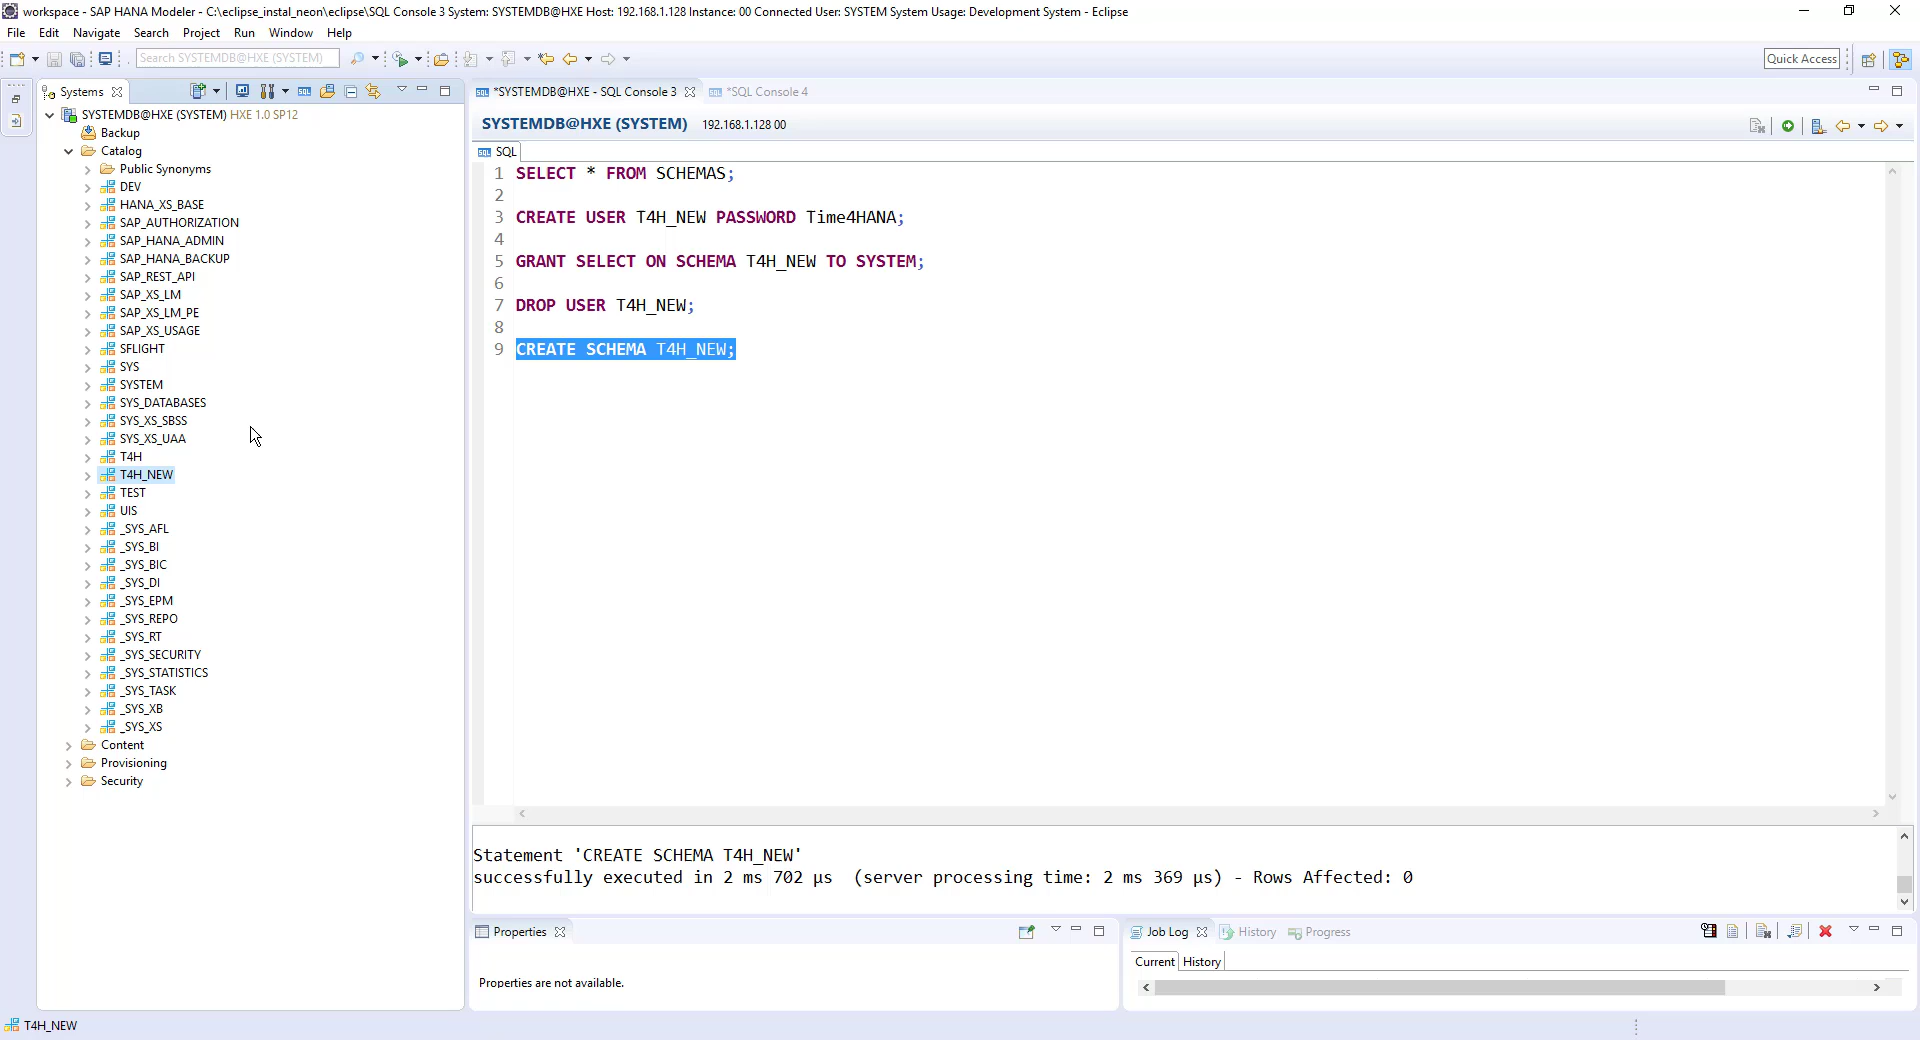 workspace - SAP HANA Modeler - C:\eclipse_instal_neon\eclipse\SQL Console 3 System: SYSTEMDB@HXE Host: 192.168.1.128 Instance: 00 Connected User: SYSTEM System Usage: Development System - Eclipse
File Edit Navigate Search Project Run Window Help
Search SYSTEMDB@HXE (SYSTEM)
Quick Access
Systems
SYSTEMDB@HXE (SYSTEM) HXE 1.0 SP12
Backup
Catalog
Public Synonyms
DEV
HANA_XS_BASE
SAP_AUTHORIZATION
SAP_HANA_ADMIN
SAP_HANA_BACKUP
SAP_REST_API
SAP_XS_LM
SAP_XS_LM_PE
SAP_XS_USAGE
SFLIGHT
SYS
SYSTEM
SYS_DATABASES
SYS_XS_SBSS
SYS_XS_UAA
T4H
T4H_NEW
TEST
UIS
_SYS_AFL
_SYS_BI
_SYS_BIC
_SYS_DI
_SYS_EPM
_SYS_REPO
_SYS_RT
_SYS_SECURITY
_SYS_STATISTICS
_SYS_TASK
_SYS_XB
_SYS_XS
Content
Provisioning
Security
*SYSTEMDB@HXE - SQL Console 3
*SQL Console 4
SYSTEMDB@HXE (SYSTEM) 192.168.1.128 00
SQL
1 SELECT * FROM SCHEMAS;
2
3 CREATE USER T4H_NEW PASSWORD Time4HANA;
4
5 GRANT SELECT ON SCHEMA T4H_NEW TO SYSTEM;
6
7 DROP USER T4H_NEW;
8
9 CREATE SCHEMA T4H_NEW;
Statement 'CREATE SCHEMA T4H_NEW'
successfully executed in 2 ms 702 µs (server processing time: 2 ms 369 µs) - Rows Affected: 0
Properties
Properties are not available.
Job Log History Progress
Current History
T4H_NEW